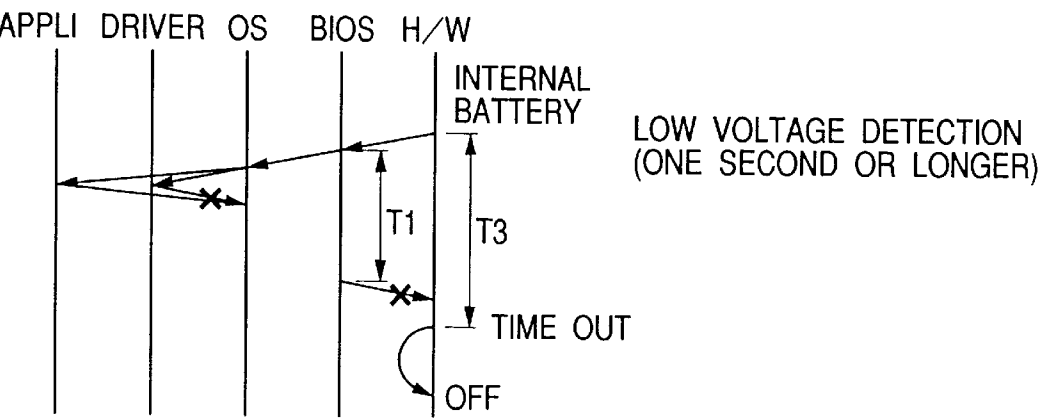 APPLI DRIVER OS BIOS H/W
INTERNAL
BATTERY
LOW VOLTAGE DETECTION
(ONE SECOND OR LONGER)
T1
T3
TIME OUT
OFF